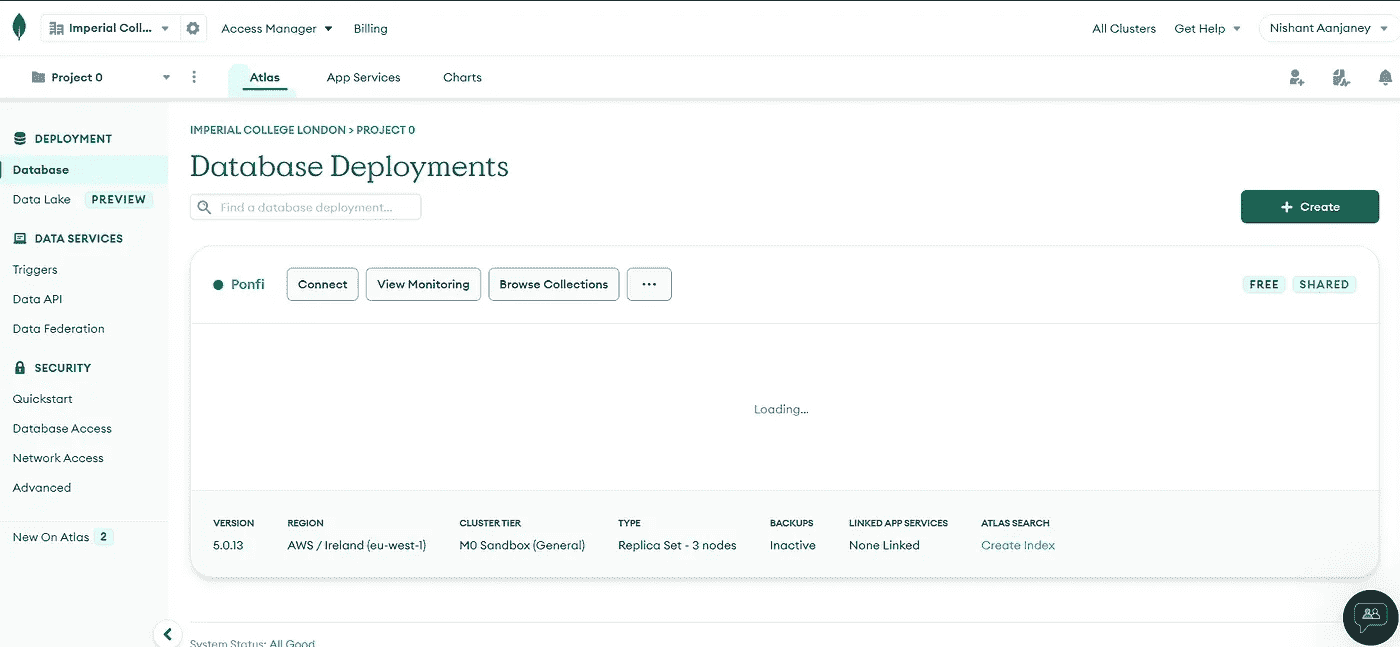 Imperial Coll... Access Manager Billing All Clusters Get Help Nishant Aanjaney
Project 0 Atlas App Services Charts
DEPLOYMENT
Database
Data Lake PREVIEW
DATA SERVICES
Triggers
Data API
Data Federation
SECURITY
Quickstart
Database Access
Network Access
Advanced
New On Atlas 2
IMPERIAL COLLEGE LONDON > PROJECT 0
Database Deployments
Find a database deployment...
+ Create
Ponfi Connect View Monitoring Browse Collections ... FREE SHARED
Loading...
VERSION REGION CLUSTER TIER TYPE BACKUPS LINKED APP SERVICES ATLAS SEARCH
5.0.13 AWS / Ireland (eu-west-1) M0 Sandbox (General) Replica Set - 3 nodes Inactive None Linked Create Index
System Status: All Good